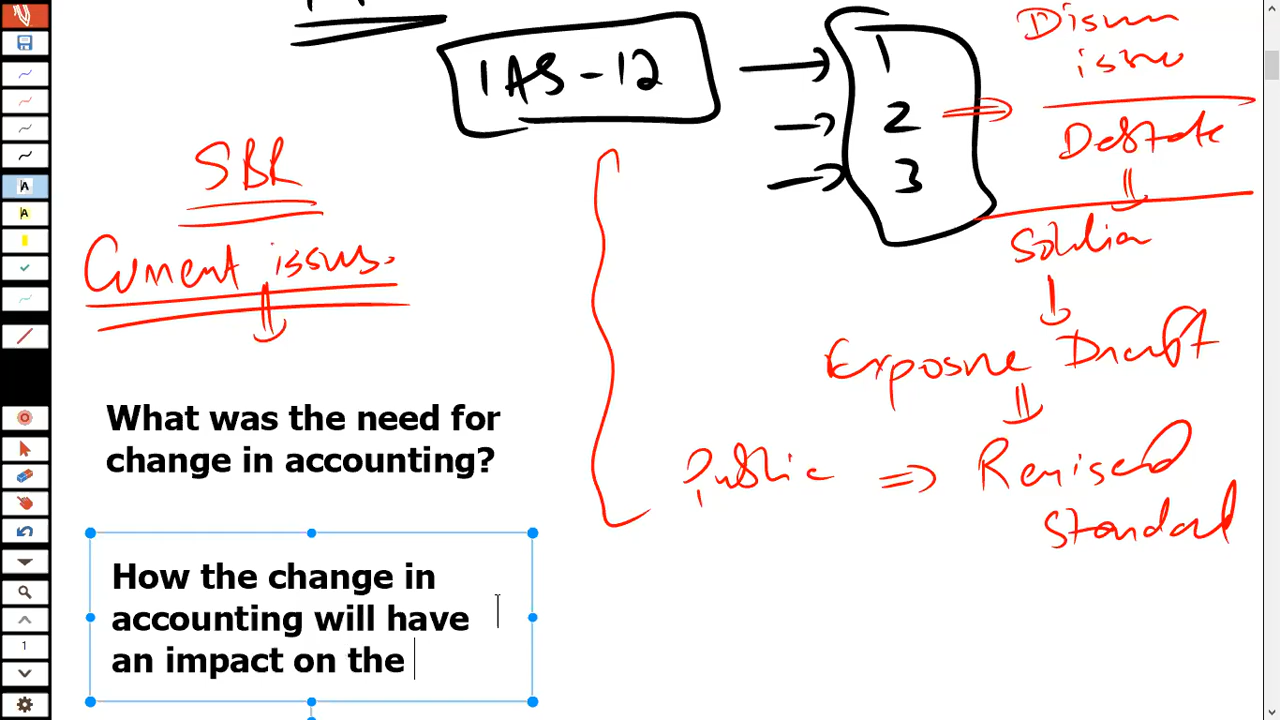 IAS-12
1
2
3
issue
Debate
SBR
Current issues.
Solution
Exposure Draft
What was the need for
change in accounting?
Public ⇒ Revised
Standard
How the change in
accounting will have
an impact on the
1